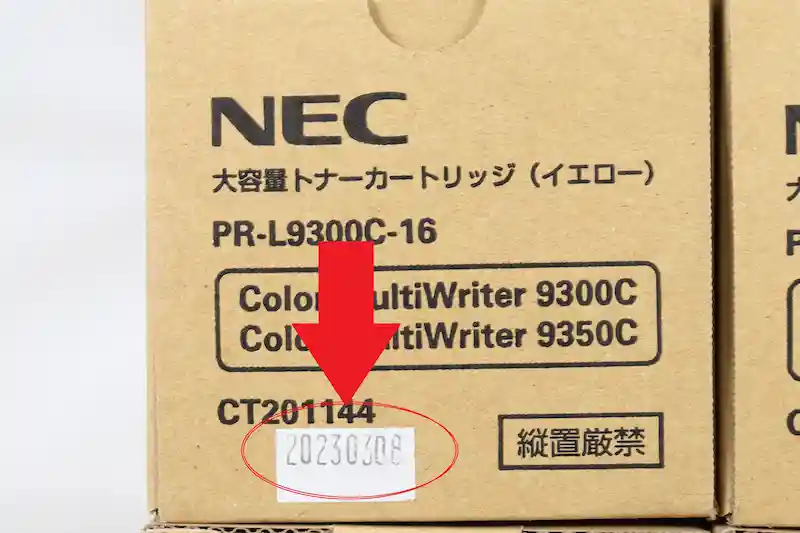 NEC
大容量トナーカートリッジ（イエロー）
PR-L9300C-16
Color MultiWriter 9300C
Color MultiWriter 9350C
CT201144
20230308
縦置厳禁